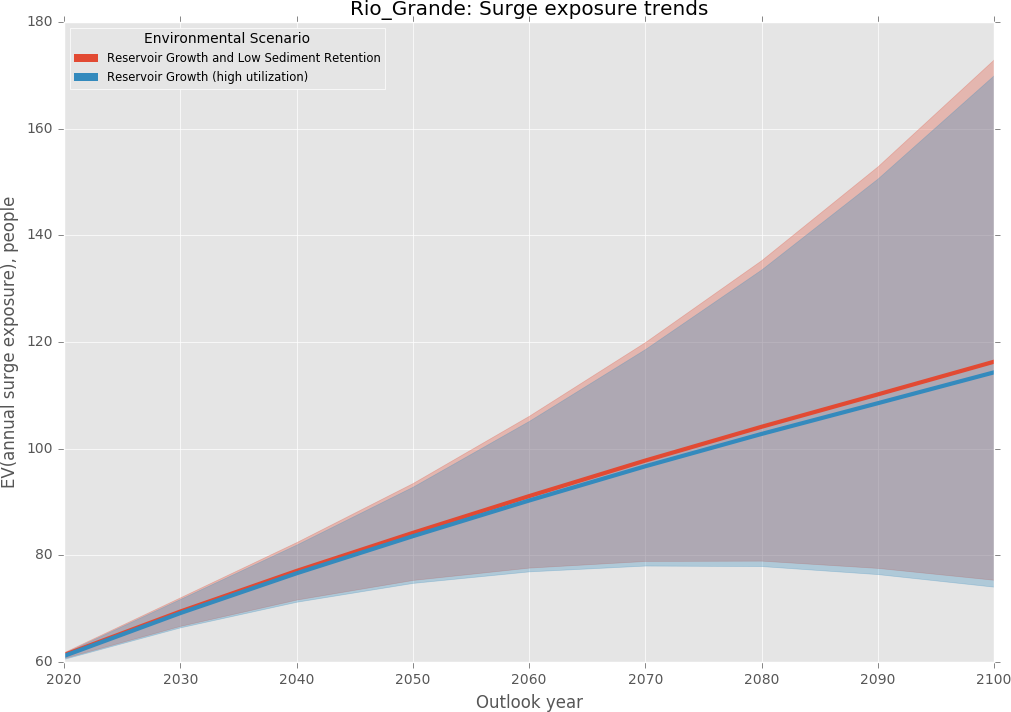 Rio_Grande: Surge exposure trends
Environmental Scenario
Reservoir Growth and Low Sediment Retention
Reservoir Growth (high utilization)
EV(annual surge exposure), people
180
160
140
120
100
80
60
2020 2030 2040 2050 2060 2070 2080 2090 2100
Outlook year